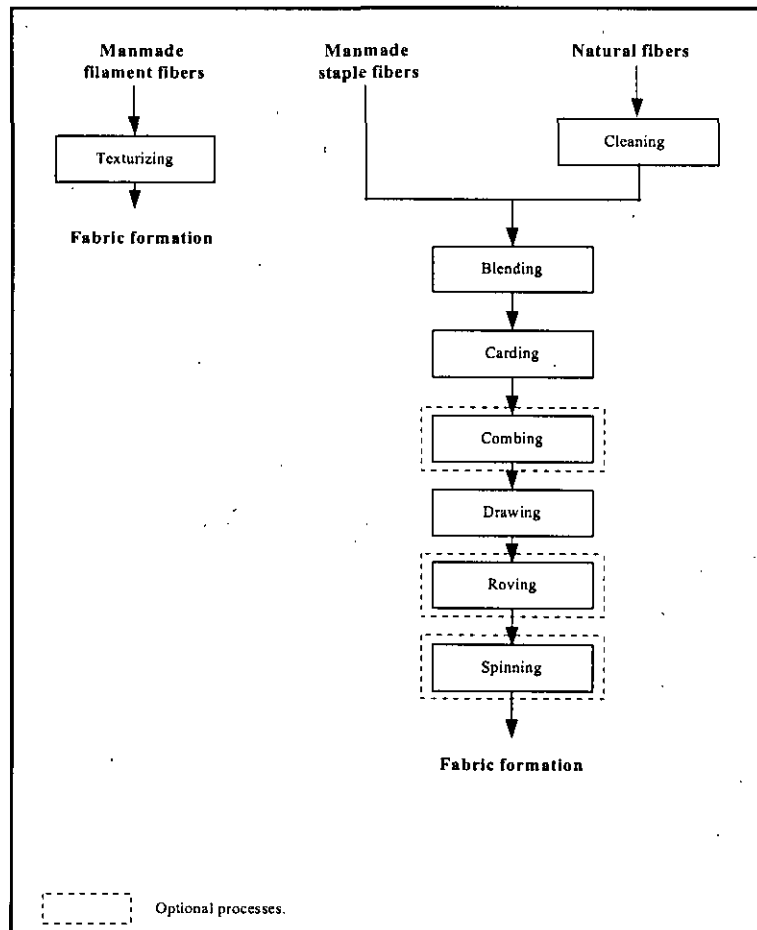 Manmade
filament fibers
Manmade
staple fibers
Natural fibers
Texturizing
Cleaning
Fabric formation
Blending
Carding
Combing
Drawing
Roving
Spinning
Fabric formation
Optional processes.